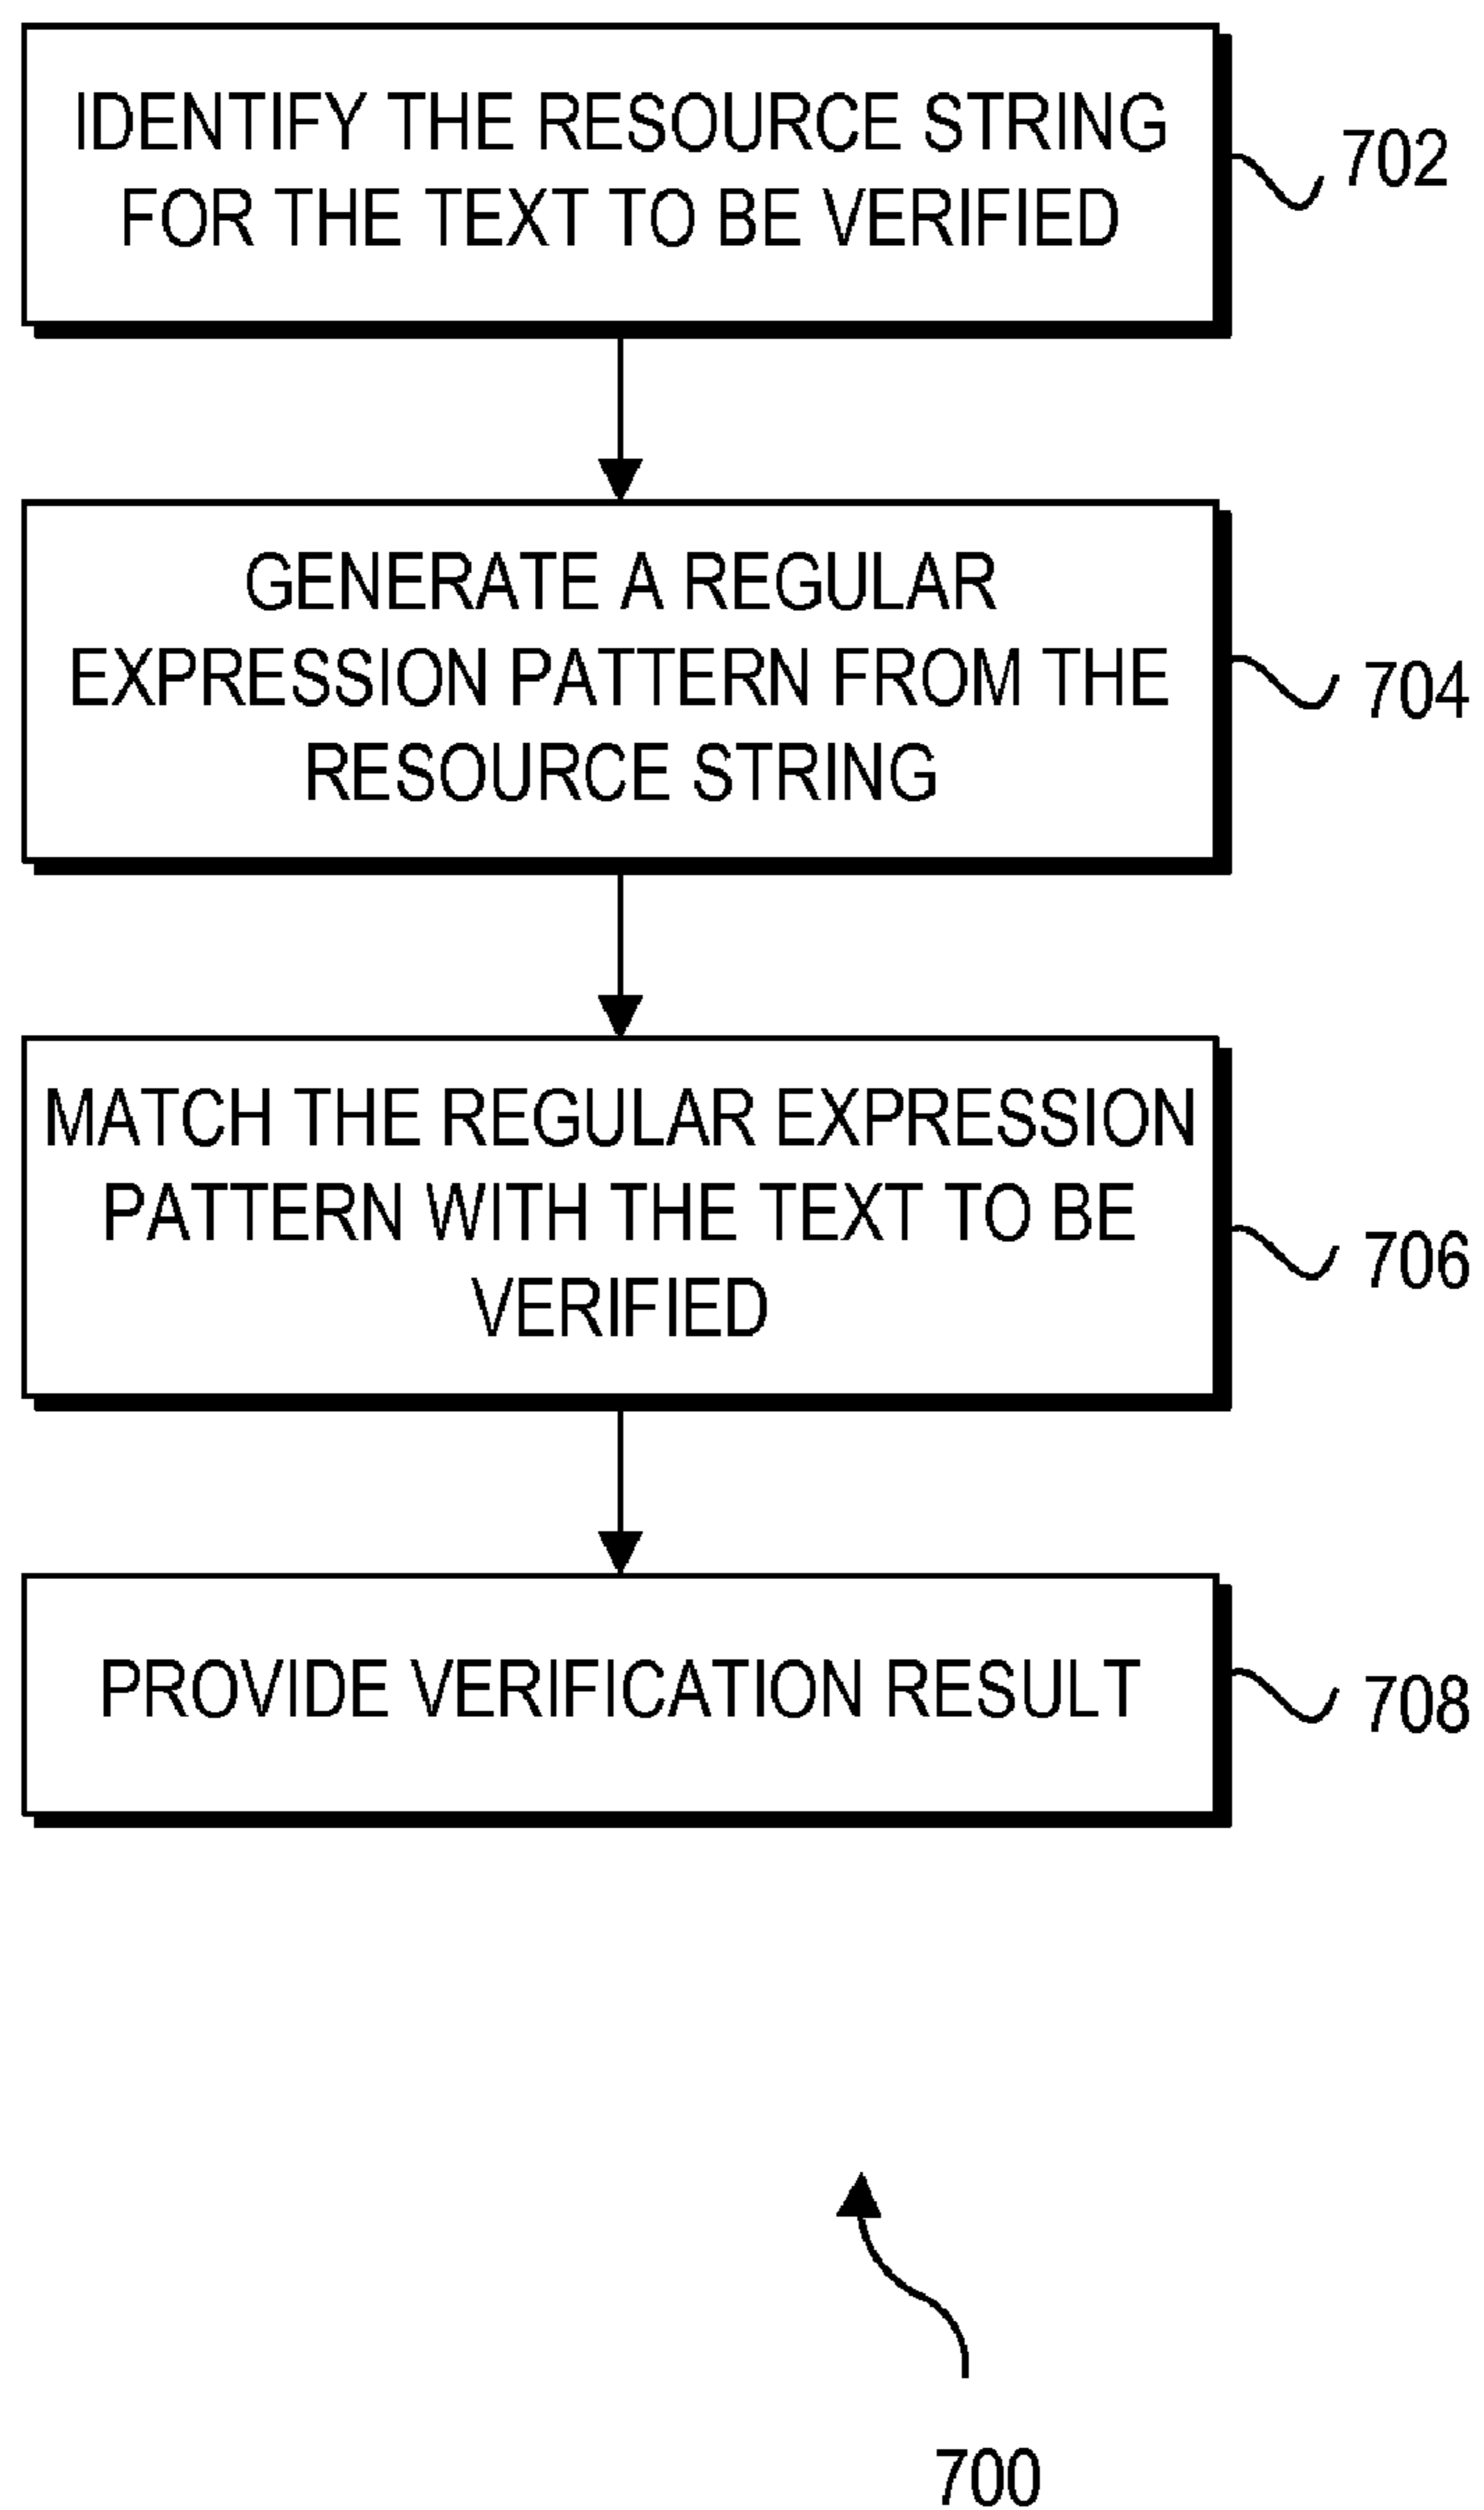 IDENTIFY THE RESOURCE STRING
FOR THE TEXT TO BE VERIFIED
702
GENERATE A REGULAR
EXPRESSION PATTERN FROM THE
RESOURCE STRING
704
MATCH THE REGULAR EXPRESSION
PATTERN WITH THE TEXT TO BE
VERIFIED
706
PROVIDE VERIFICATION RESULT
708
700